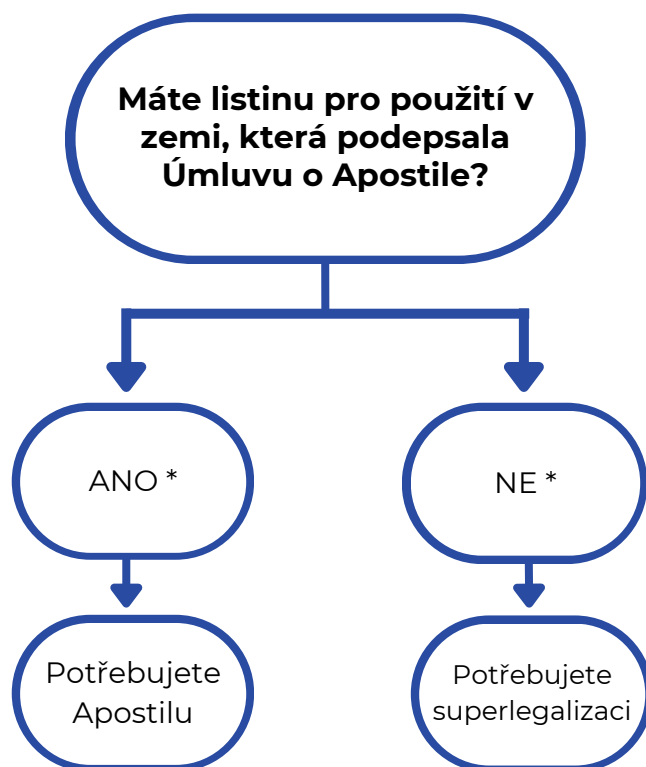 Máte listinu pro použití v
zemi, která podepsala
Úmluvu o Apostile?
ANO *
NE *
Potřebujete
Apostilu
Potřebujete
superlegalizaci